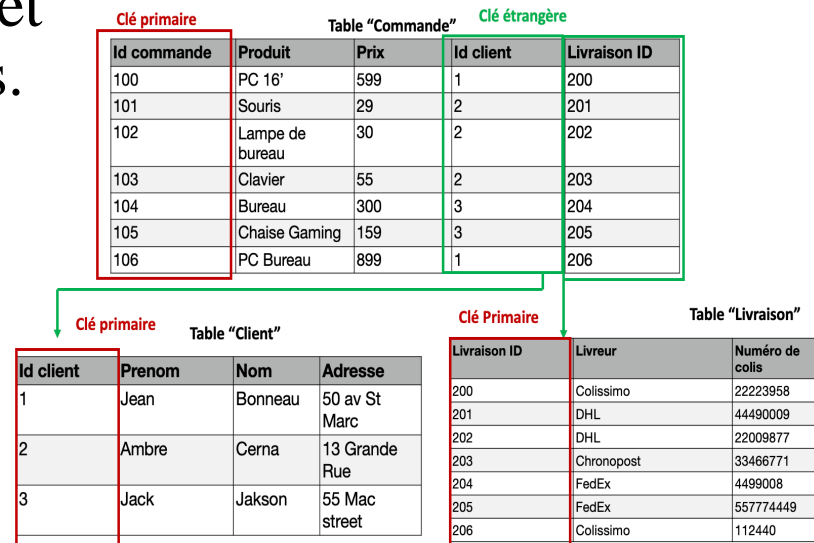 et
s.
Clé primaire
Table “Commande”
Clé étrangère
Id commande Produit Prix Id client Livraison ID
100 PC 16’ 599 1 200
101 Souris 29 2 201
102 Lampe de bureau 30 2 202
103 Clavier 55 2 203
104 Bureau 300 3 204
105 Chaise Gaming 159 3 205
106 PC Bureau 899 1 206
Clé primaire
Table “Client”
Id client Prenom Nom Adresse
1 Jean Bonneau 50 av St Marc
2 Ambre Cerna 13 Grande Rue
3 Jack Jakson 55 Mac street
Clé Primaire
Table “Livraison”
Livraison ID Livreur Numéro de colis
200 Colissimo 22223958
201 DHL 44490009
202 DHL 22009877
203 Chronopost 33466771
204 FedEx 4499008
205 FedEx 557774449
206 Colissimo 112440